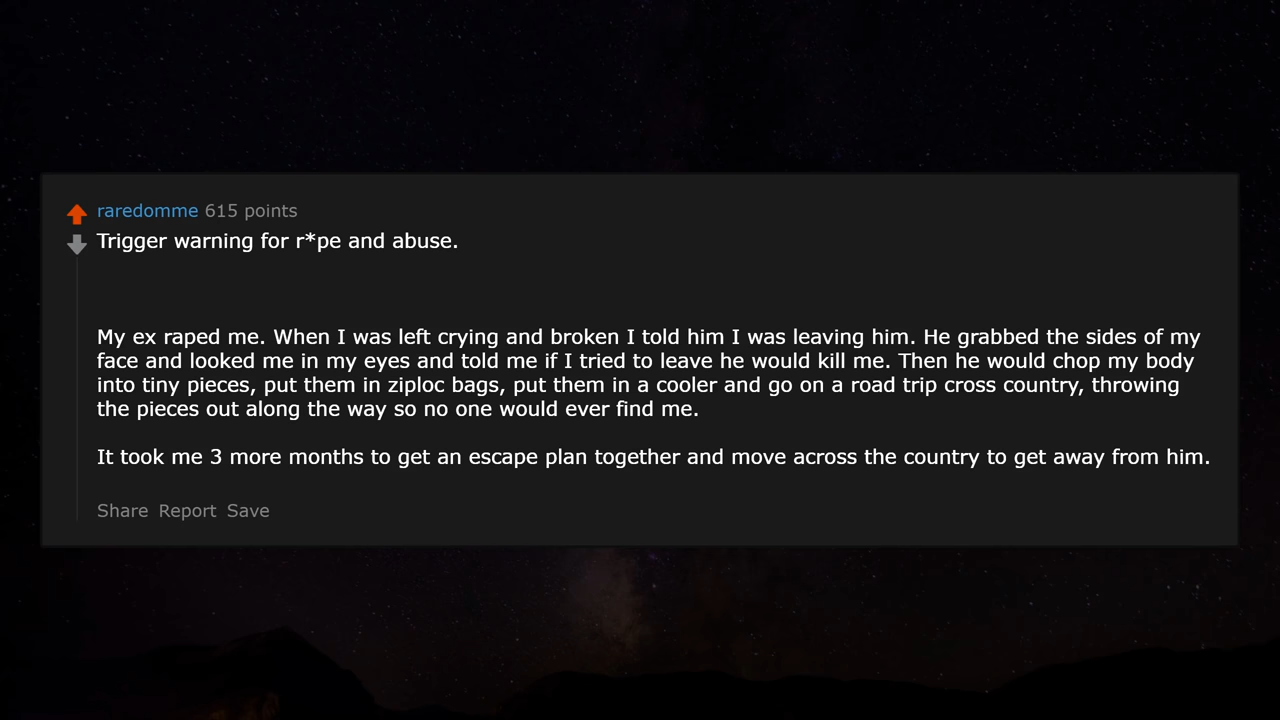 raredomme 615 points
Trigger warning for r*pe and abuse.
My ex raped me. When I was left crying and broken I told him I was leaving him. He grabbed the sides of my
face and looked me in my eyes and told me if I tried to leave he would kill me. Then he would chop my body
into tiny pieces, put them in ziploc bags, put them in a cooler and go on a road trip cross country, throwing
the pieces out along the way so no one would ever find me.
It took me 3 more months to get an escape plan together and move across the country to get away from him.
Share Report Save